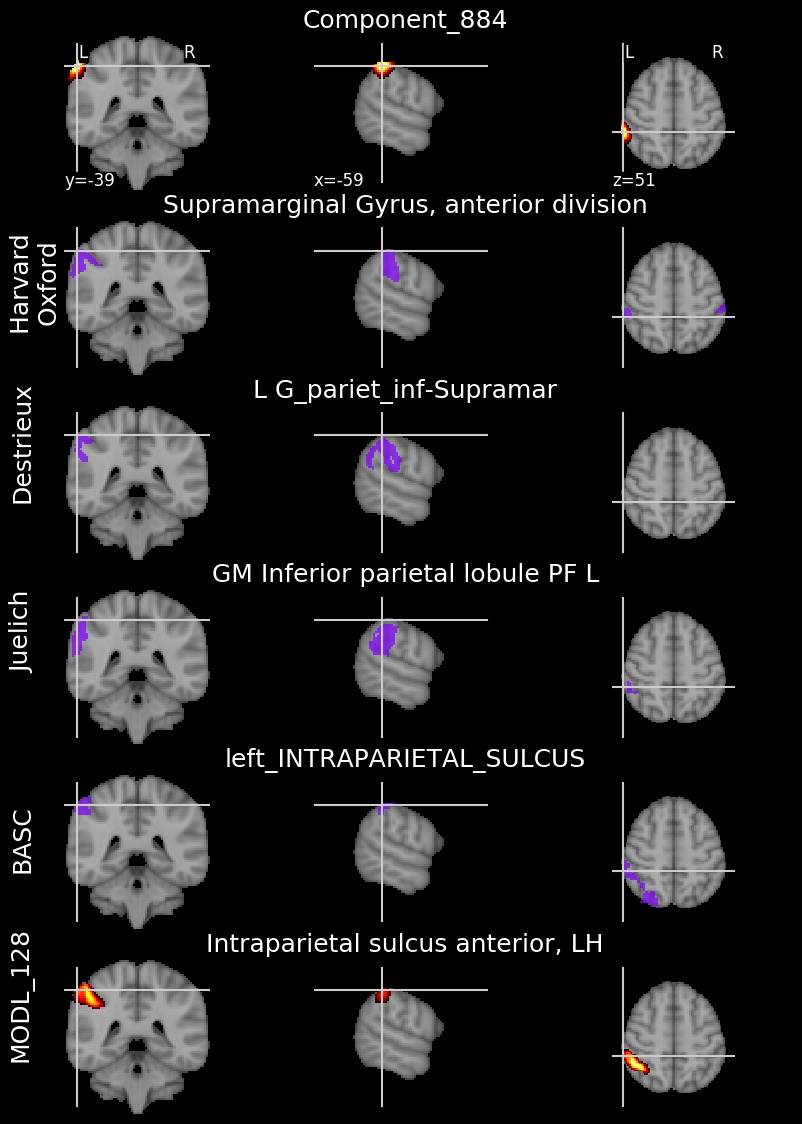 Component_884
L R
L R
y=-39
x=-59
z=51
Supramarginal Gyrus, anterior division
Harvard
Oxford
L G_pariet_inf-Supramar
Destrieux
GM Inferior parietal lobule PF L
Juelich
left_INTRAPARIETAL_SULCUS
BASC
Intraparietal sulcus anterior, LH
MODL_128